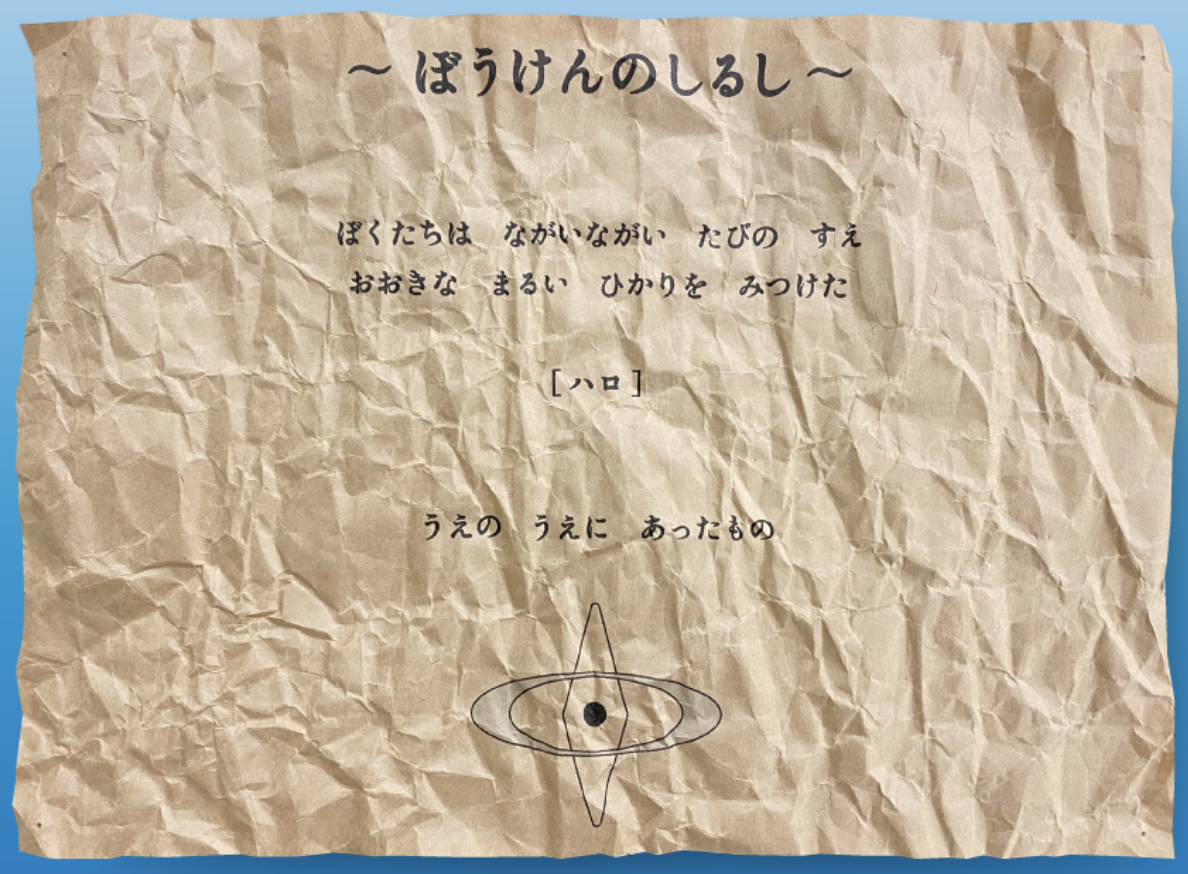 ～ ぼうけんのしるし ～
ぼくたちは　ながいながい　たびの　すえ
おおきな　まるい　ひかりを　みつけた
[ ハロ ]
うえの　うえに　あったもの